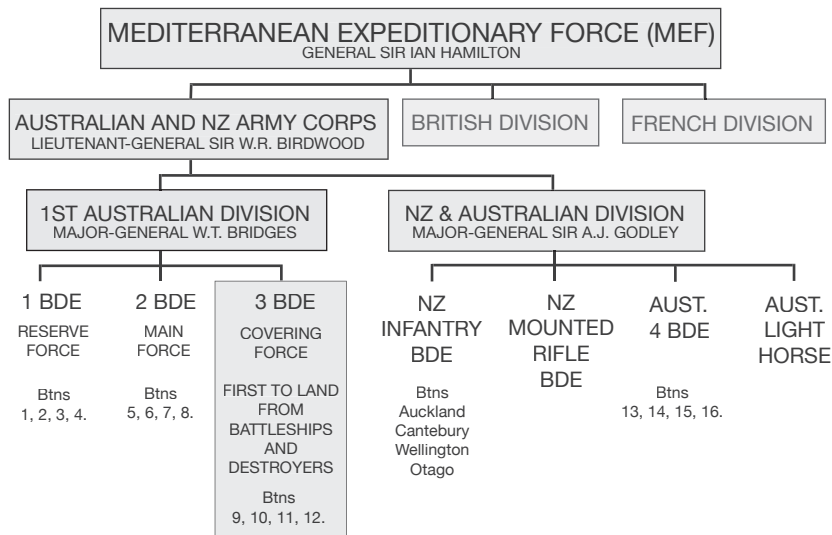 MEDITERRANEAN EXPEDITIONARY FORCE (MEF)
GENERAL SIR IAN HAMILTON
AUSTRALIAN AND NZ ARMY CORPS
LIEUTENANT-GENERAL SIR W.R. BIRDWOOD
BRITISH DIVISION
FRENCH DIVISION
1ST AUSTRALIAN DIVISION
MAJOR-GENERAL W.T. BRIDGES
NZ & AUSTRALIAN DIVISION
MAJOR-GENERAL SIR A.J. GODLEY
1 BDE
RESERVE
FORCE
Btns
1, 2, 3, 4.
2 BDE
MAIN
FORCE
Btns
5, 6, 7, 8.
3 BDE
COVERING
FORCE
FIRST TO LAND
FROM
BATTLESHIPS
AND
DESTROYERS
Btns
9, 10, 11, 12.
NZ
INFANTRY
BDE
Btns
Auckland
Cantebury
Wellington
Otago
NZ
MOUNTED
RIFLE
BDE
AUST.
4 BDE
Btns
13, 14, 15, 16.
AUST.
LIGHT
HORSE